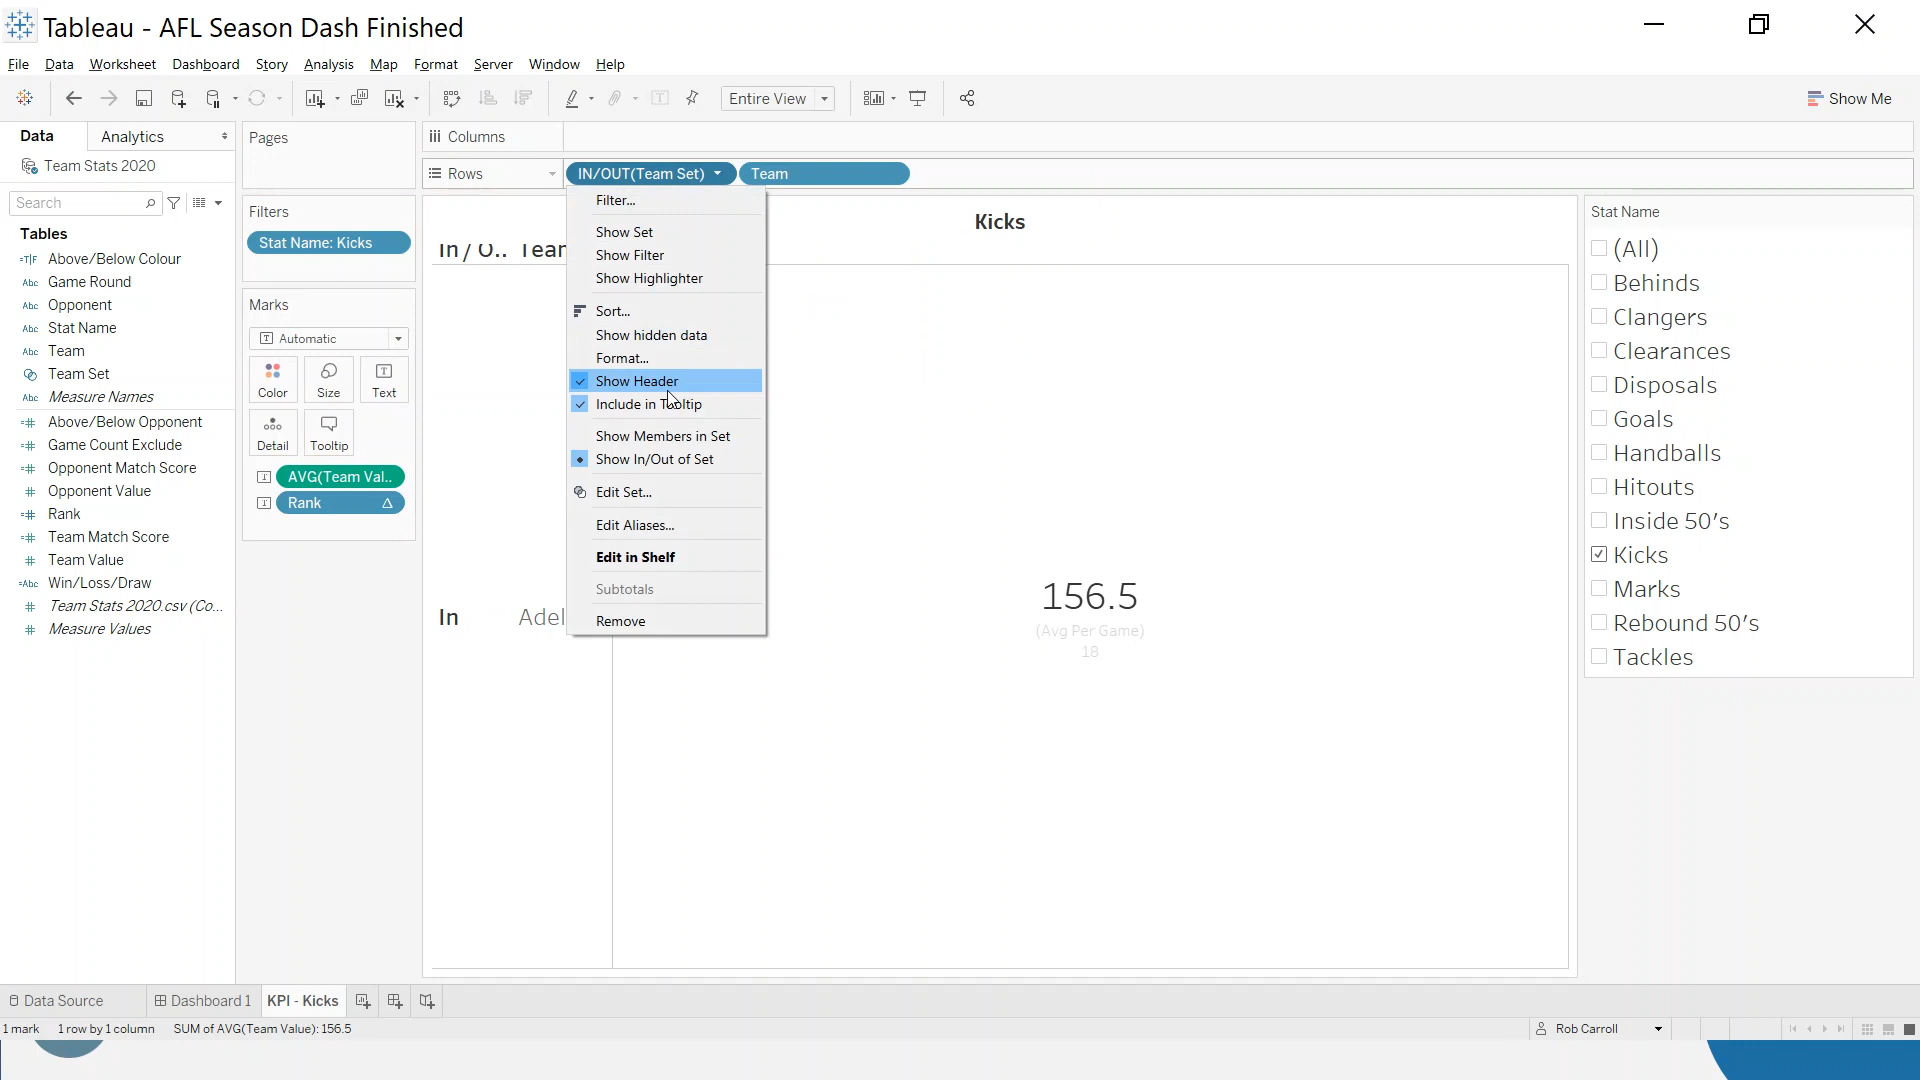 Tableau - AFL Season Dash Finished
File Data Worksheet Dashboard Story Analysis Map Format Server Window Help
Entire View
Show Me
Data
Analytics
Team Stats 2020
Search
Tables
Above/Below Colour
Abc Game Round
Abc Opponent
Abc Stat Name
Abc Team
Team Set
Abc Measure Names
Above/Below Opponent
Game Count Exclude
Opponent Match Score
Opponent Value
Rank
Team Match Score
Team Value
Abc Win/Loss/Draw
Team Stats 2020.csv (Co...
Measure Values
Pages
Filters
Stat Name: Kicks
Marks
Automatic
Color Size Text
Detail Tooltip
AVG(Team Val..
Rank
Columns
Rows
IN/OUT(Team Set)
Team
Kicks
In / O.. Team
In Adel
Filter...
Show Set
Show Filter
Show Highlighter
Sort...
Show hidden data
Format...
Show Header
Include in Tooltip
Show Members in Set
Show In/Out of Set
Edit Set...
Edit Aliases...
Edit in Shelf
Subtotals
Remove
156.5
(Avg Per Game)
18
Stat Name
(All)
Behinds
Clangers
Clearances
Disposals
Goals
Handballs
Hitouts
Inside 50's
Kicks
Marks
Rebound 50's
Tackles
Data Source
Dashboard 1
KPI - Kicks
1 mark 1 row by 1 column SUM of AVG(Team Value): 156.5
Rob Carroll